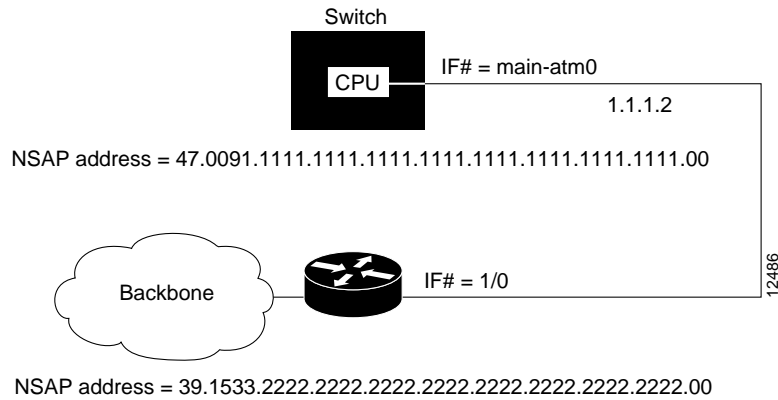 Switch
CPU
IF# = main-atm0
1.1.1.2
NSAP address = 47.0091.1111.1111.1111.1111.1111.1111.1111.1111.00
Backbone
IF# = 1/0
12486
NSAP address = 39.1533.2222.2222.2222.2222.2222.2222.2222.2222.00